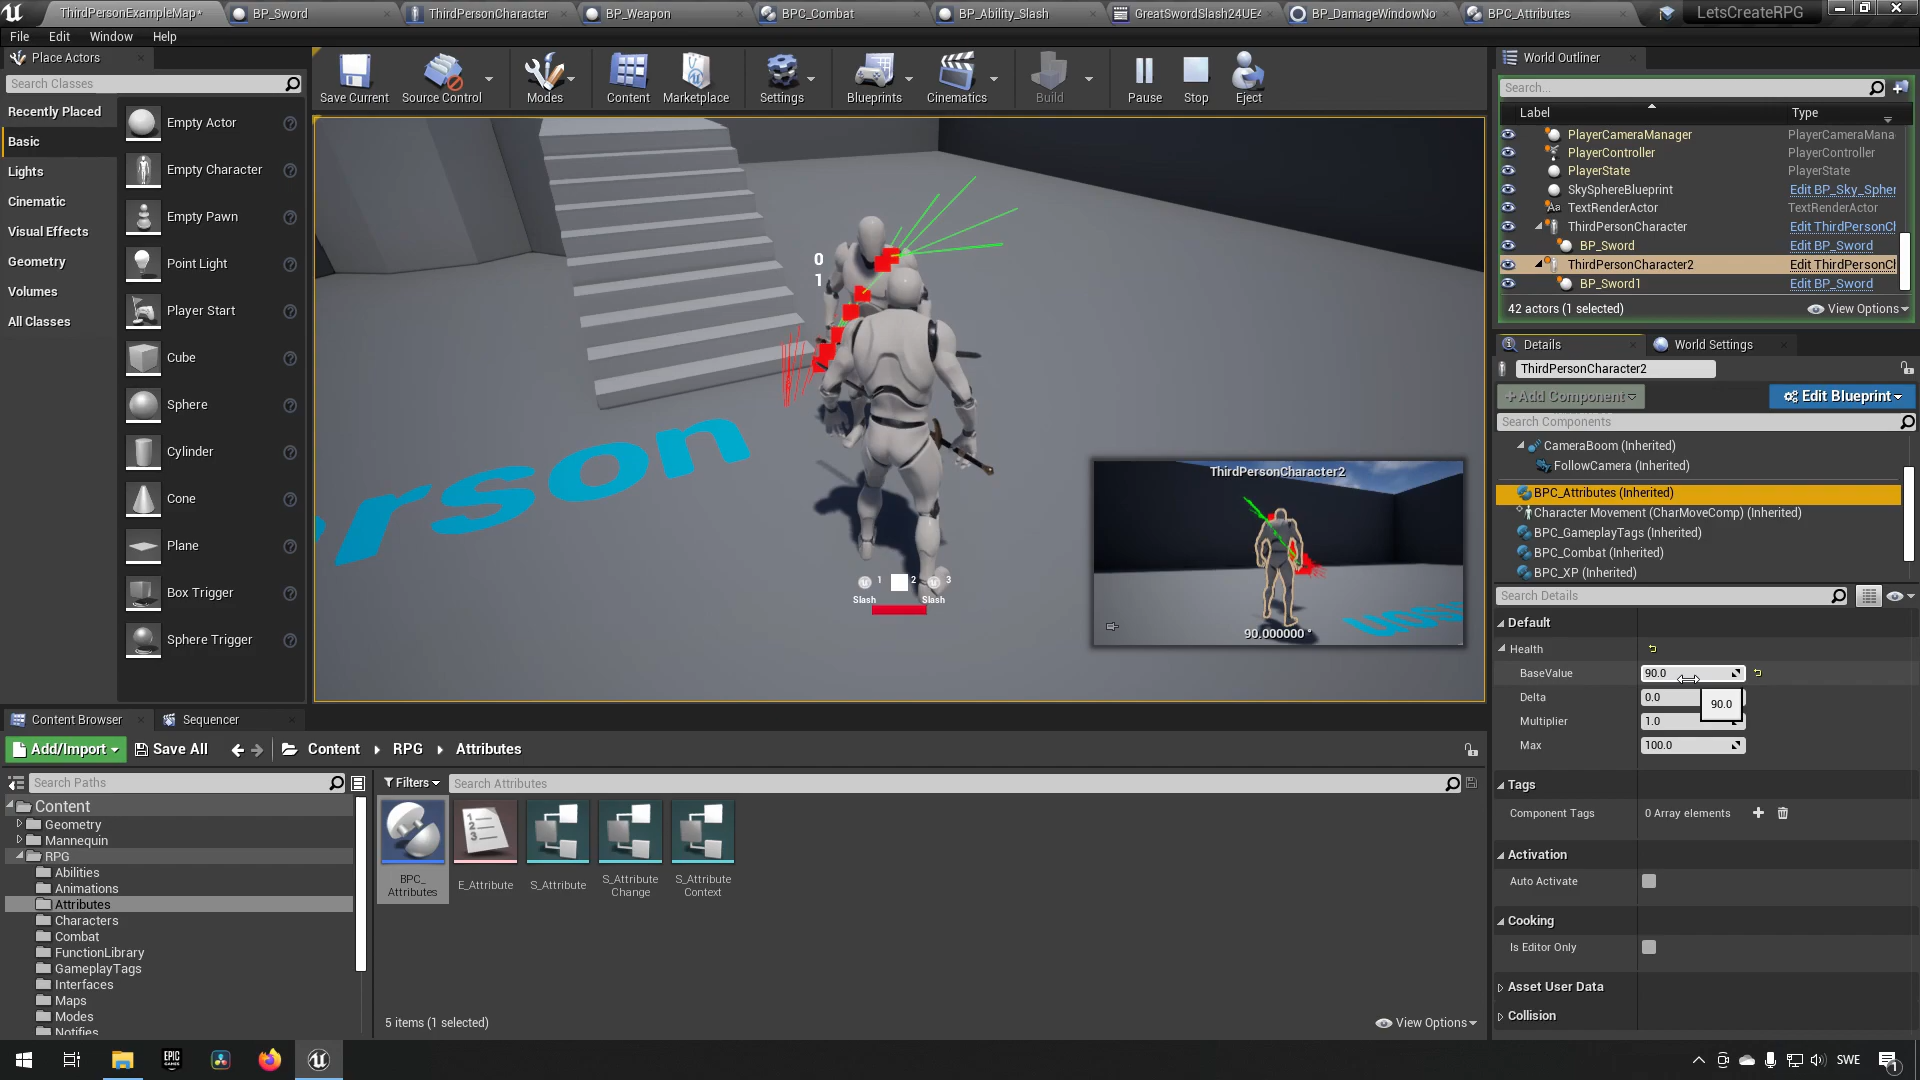 ThirdPersonExampleMap*
BP_Sword
ThirdPersonCharacter
BP_Weapon
BPC_Combat
BP_Ability_Slash
GreatSwordSlash24UE4
BP_DamageWindowNo
BPC_Attributes
LetsCreateRPG
File
Edit
Window
Help
Place Actors
Search Classes
Recently Placed
Basic
Lights
Cinematic
Visual Effects
Geometry
Volumes
All Classes
Empty Actor
Empty Character
Empty Pawn
Point Light
Player Start
Cube
Sphere
Cylinder
Cone
Plane
Box Trigger
Sphere Trigger
Save Current
Source Control
Modes
Content
Marketplace
Settings
Blueprints
Cinematics
Build
Pause
Stop
Eject
0
1
erson
1
2
3
Slash
Slash
ThirdPersonCharacter2
90.000000 °
World Outliner
Search...
Label
Type
PlayerCameraManager
PlayerCameraMana
PlayerController
PlayerController
PlayerState
PlayerState
SkySphereBlueprint
Edit BP_Sky_Spher
TextRenderActor
TextRenderActor
ThirdPersonCharacter
Edit ThirdPersonCl
BP_Sword
Edit BP_Sword
ThirdPersonCharacter2
Edit ThirdPersonCl
BP_Sword1
Edit BP_Sword
42 actors (1 selected)
View Options
Details
World Settings
ThirdPersonCharacter2
+Add Component
Edit Blueprint
Search Components
CameraBoom (Inherited)
FollowCamera (Inherited)
BPC_Attributes (Inherited)
Character Movement (CharMoveComp) (Inherited)
BPC_GameplayTags (Inherited)
BPC_Combat (Inherited)
BPC_XP (Inherited)
Search Details
Default
Health
BaseValue
90.0
Delta
0.0
90.0
Multiplier
1.0
Max
100.0
Tags
Component Tags
0 Array elements
Activation
Auto Activate
Cooking
Is Editor Only
Asset User Data
Collision
Content Browser
Sequencer
Add/Import
Save All
Content
RPG
Attributes
Search Paths
Filters
Search Attributes
Content
Geometry
Mannequin
RPG
Abilities
Animations
Attributes
Characters
Combat
FunctionLibrary
GameplayTags
Interfaces
Maps
Modes
Notifies
BPC_
Attributes
E_Attribute
S_Attribute
S_Attribute
Change
S_Attribute
Context
5 items (1 selected)
View Options
EPIC
GAMES
SWE
1